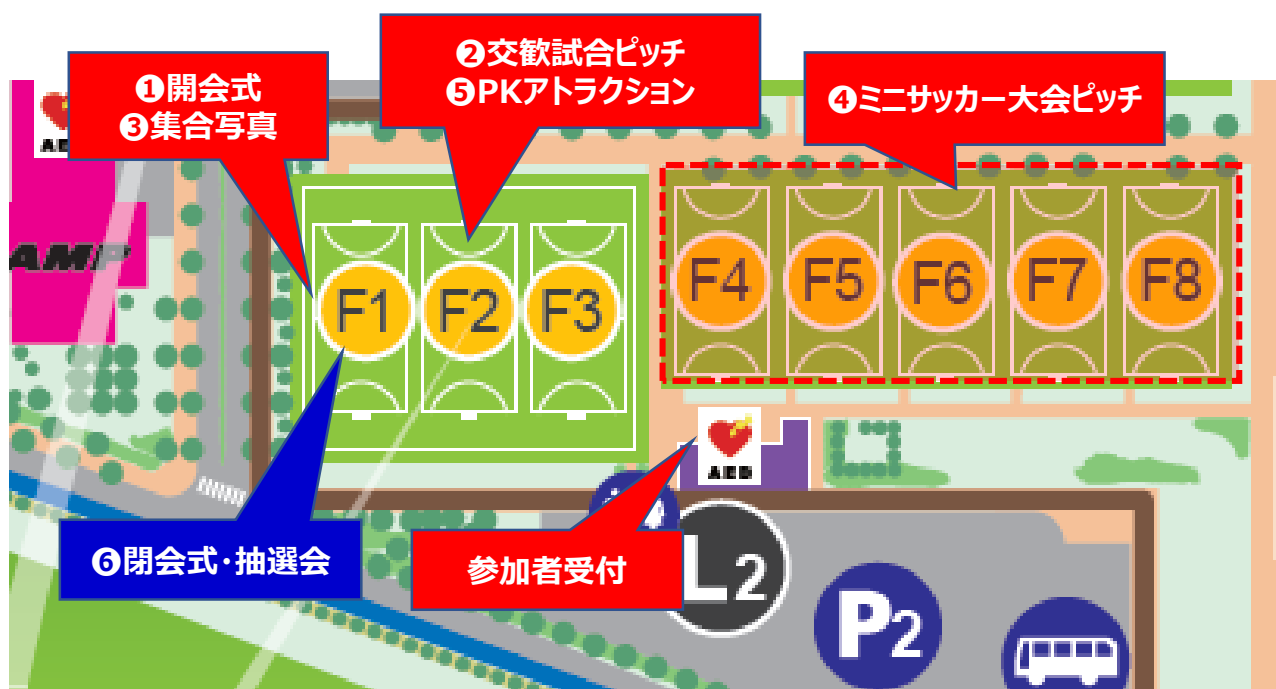 ❶開会式
❸集合写真
❷交歓試合ピッチ
❺PKアトラクション
❹ミニサッカー大会ピッチ
AMP
F1
F2
F3
F4
F5
F6
F7
F8
AED
❻閉会式・抽選会
参加者受付
L2
P2